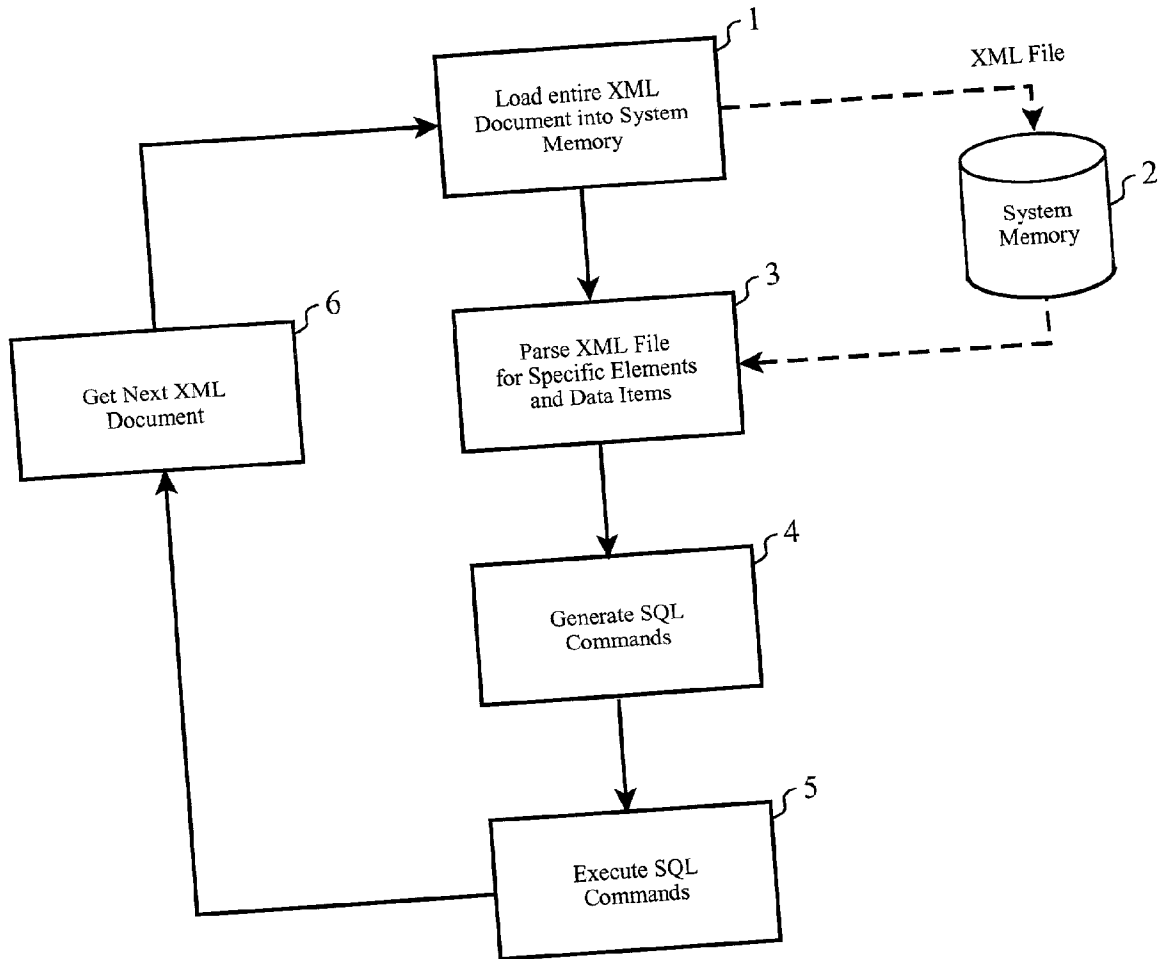 1
Load entire XML
Document into System
Memory
XML File
2
System
Memory
3
Parse XML File
for Specific Elements
and Data Items
6
Get Next XML
Document
4
Generate SQL
Commands
5
Execute SQL
Commands